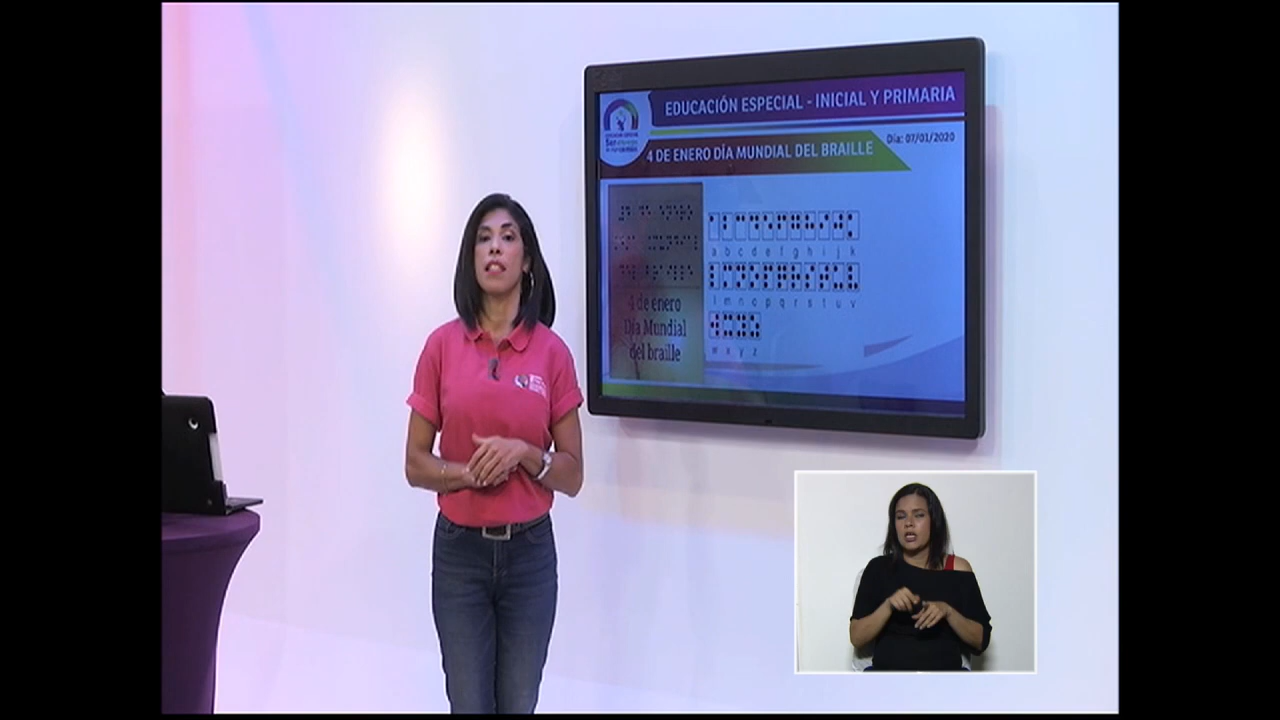 EDUCACIÓN ESPECIAL - INICIAL Y PRIMARIA
Día: 07/01/2020
4 DE ENERO DÍA MUNDIAL DEL BRAILLE
a b c d e f g h i j k
l m n o p q r s t u v
w x y z
4 de enero
Día Mundial
del braille